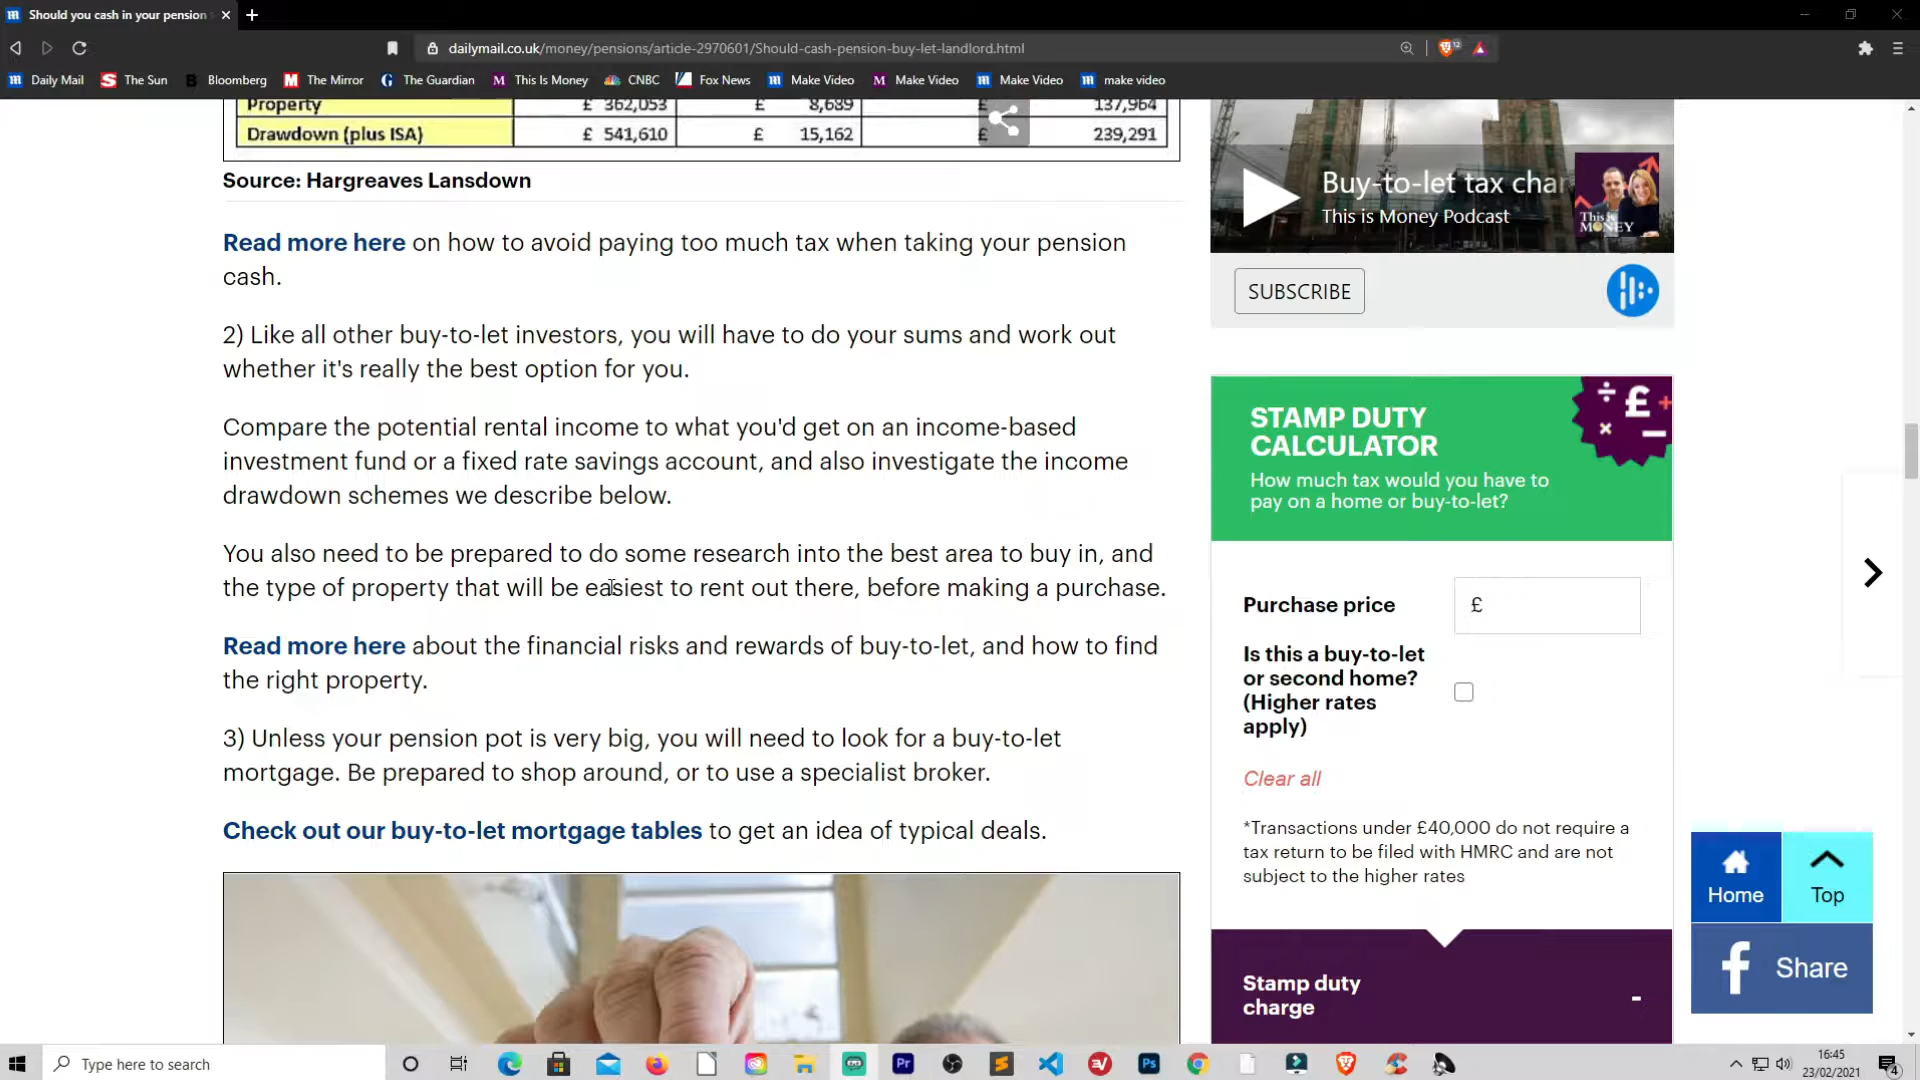 Should you cash in your pension
dailymail.co.uk/money/pensions/article-2970601/Should-cash-pension-buy-let-landlord.html
12
Daily Mail
The Sun
Bloomberg
The Mirror
The Guardian
This Is Money
CNBC
Fox News
Make Video
Make Video
Make Video
make video
Property £ 362,053 £ 8,689 £ 137,964
Drawdown (plus ISA) £ 541,610 £ 15,162 £ 239,291
Source: Hargreaves Lansdown
Read more here on how to avoid paying too much tax when taking your pension
cash.
2) Like all other buy-to-let investors, you will have to do your sums and work out
whether it's really the best option for you.
Compare the potential rental income to what you'd get on an income-based
investment fund or a fixed rate savings account, and also investigate the income
drawdown schemes we describe below.
You also need to be prepared to do some research into the best area to buy in, and
the type of property that will be easiest to rent out there, before making a purchase.
Read more here about the financial risks and rewards of buy-to-let, and how to find
the right property.
3) Unless your pension pot is very big, you will need to look for a buy-to-let
mortgage. Be prepared to shop around, or to use a specialist broker.
Check out our buy-to-let mortgage tables to get an idea of typical deals.
Buy-to-let tax char
This is Money Podcast
This is
MONEY
SUBSCRIBE
STAMP DUTY
CALCULATOR
How much tax would you have to
pay on a home or buy-to-let?
Purchase price £
Is this a buy-to-let
or second home?
(Higher rates
apply)
Clear all
*Transactions under £40,000 do not require a
tax return to be filed with HMRC and are not
subject to the higher rates
Stamp duty
charge -
Home
Top
Share
Type here to search
16:45
23/02/2021
4